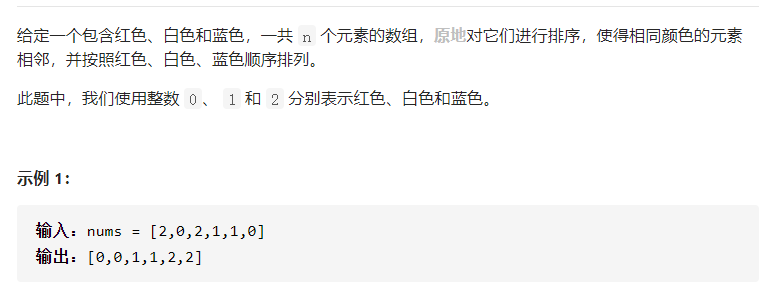 给定一个包含红色、白色和蓝色，一共 n 个元素的数组，原地对它们进行排序，使得相同颜色的元素
相邻，并按照红色、白色、蓝色顺序排列。
此题中，我们使用整数 0 、 1 和 2 分别表示红色、白色和蓝色。
示例 1：
输入：nums = [2,0,2,1,1,0]
输出：[0,0,1,1,2,2]